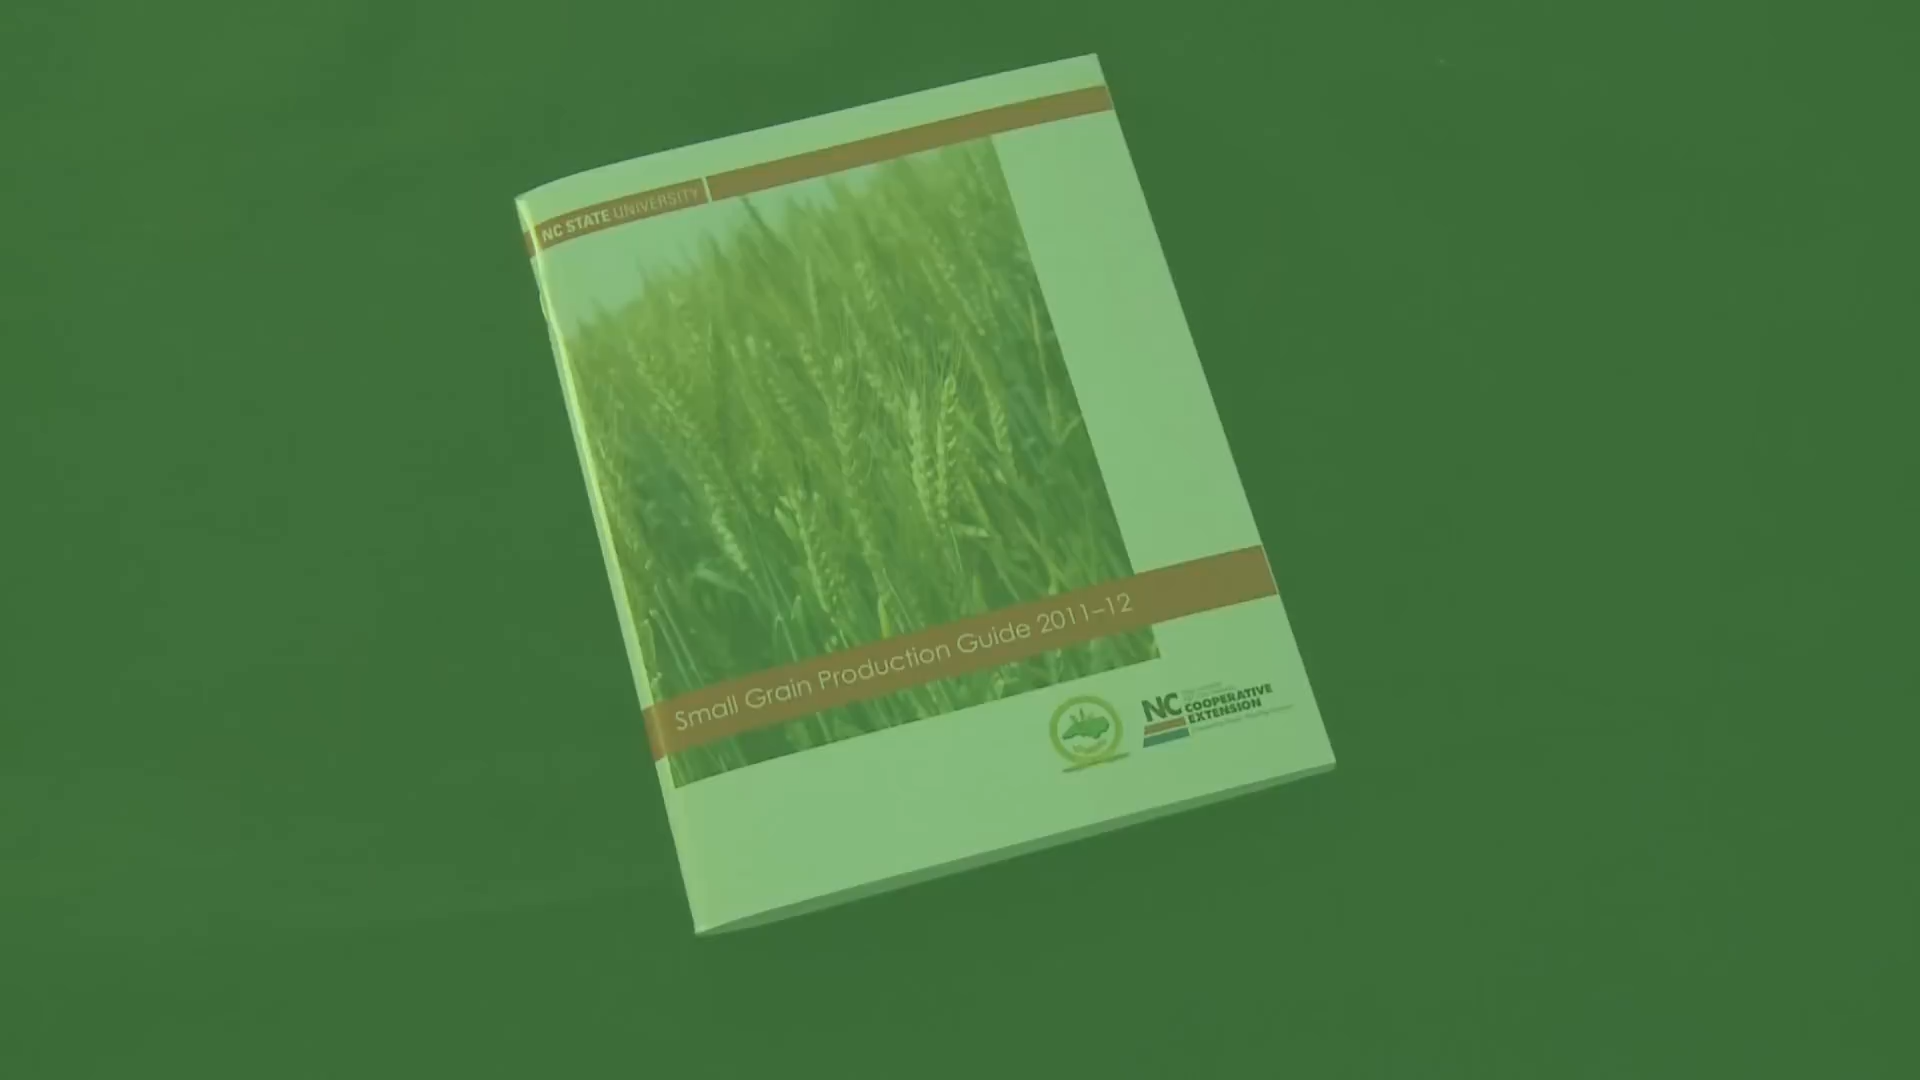 NC STATE UNIVERSITY
Small Grain Production Guide 2011–12
NC COOPERATIVE
EXTENSION